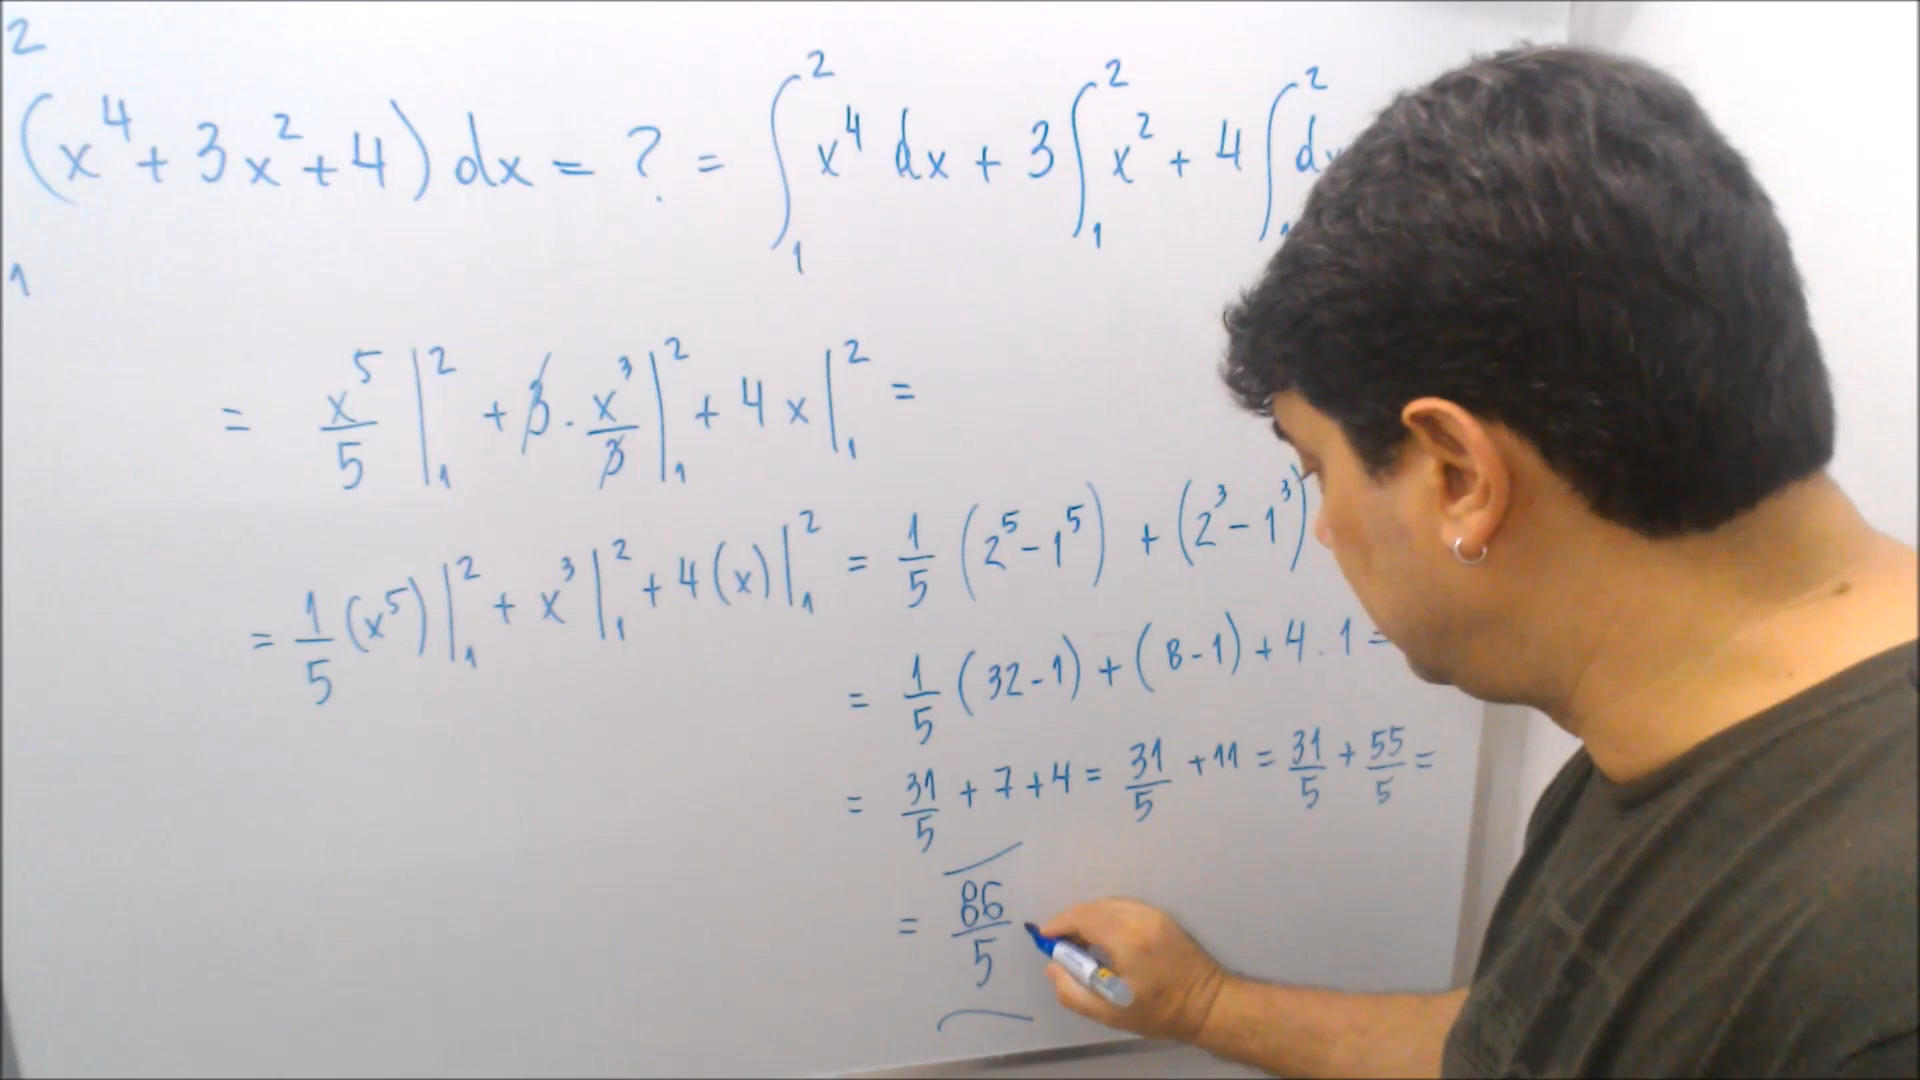 2
(x⁴ + 3x² + 4) dx = ? = ∫₁² x⁴ dx + 3 ∫₁² x² + 4 ∫₁² dx
1
= x⁵/5 |₁² + 3 · x³/3 |₁² + 4x |₁² =
= 1/5 (x⁵) |₁² + x³ |₁² + 4(x) |₁² = 1/5 (2⁵ - 1⁵) + (2³ - 1³)
= 1/5 (32 - 1) + (8 - 1) + 4 . 1 =
= 31/5 + 7 + 4 = 31/5 + 11 = 31/5 + 55/5 =
= 86/5